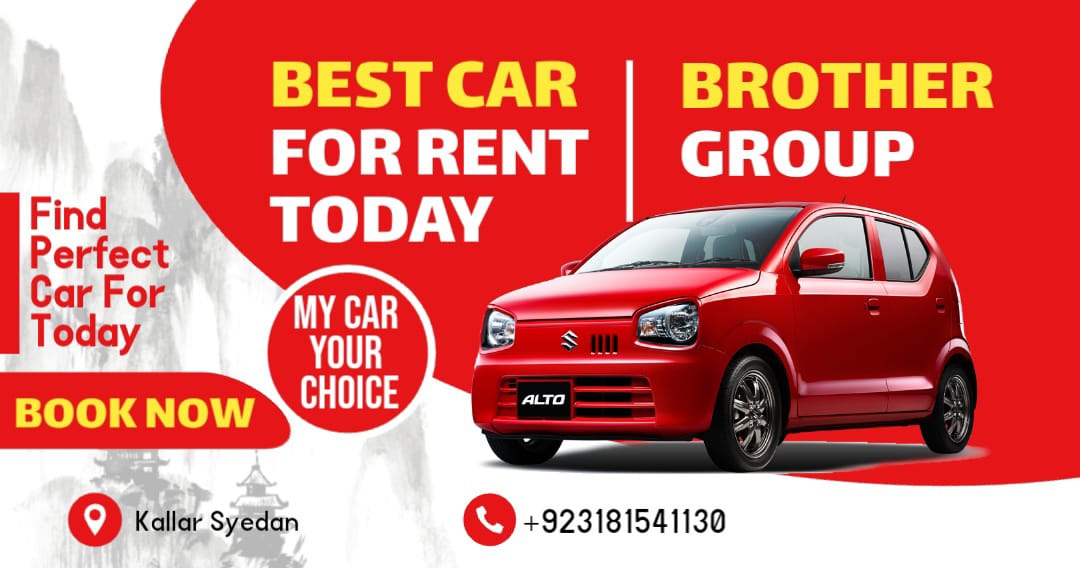 BEST CAR
FOR RENT
TODAY
BROTHER
GROUP
Find
Perfect
Car For
Today
MY CAR
YOUR
CHOICE
BOOK NOW
ALTO
Kallar Syedan
+923181541130